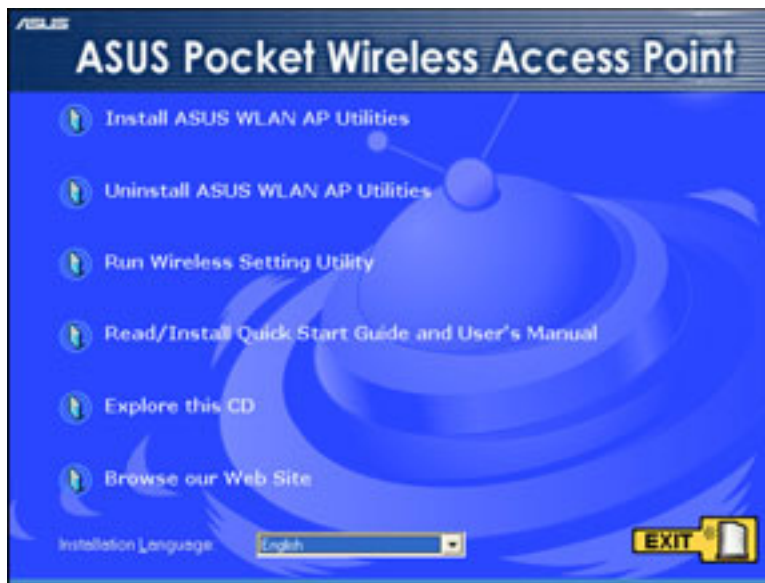 ASUS
ASUS Pocket Wireless Access Point
Install ASUS WLAN AP Utilities
Uninstall ASUS WLAN AP Utilities
Run Wireless Setting Utility
Read/Install Quick Start Guide and User's Manual
Explore this CD
Browse our Web Site
Installation Language: English
EXIT